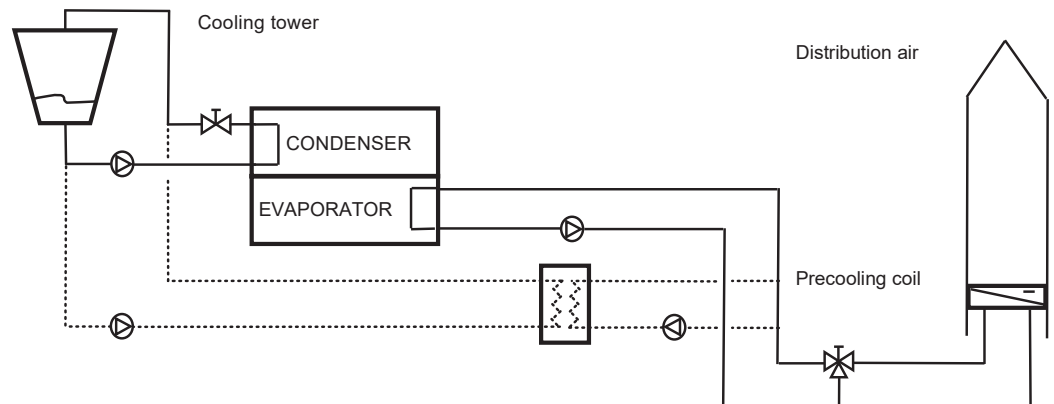 Cooling tower
Distribution air
CONDENSER
EVAPORATOR
Precooling coil